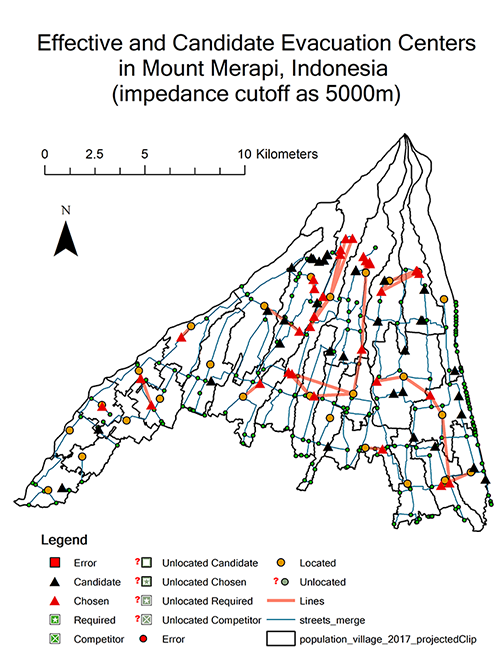 Effective and Candidate Evacuation Centers
in Mount Merapi, Indonesia
(impedance cutoff as 5000m)
0 2.5 5 10 Kilometers
N
Legend
Error ? Unlocated Candidate Located
Candidate ? Unlocated Chosen ? Unlocated
Chosen ? Unlocated Required Lines
Required ? Unlocated Competitor streets_merge
Competitor Error population_village_2017_projectedClip